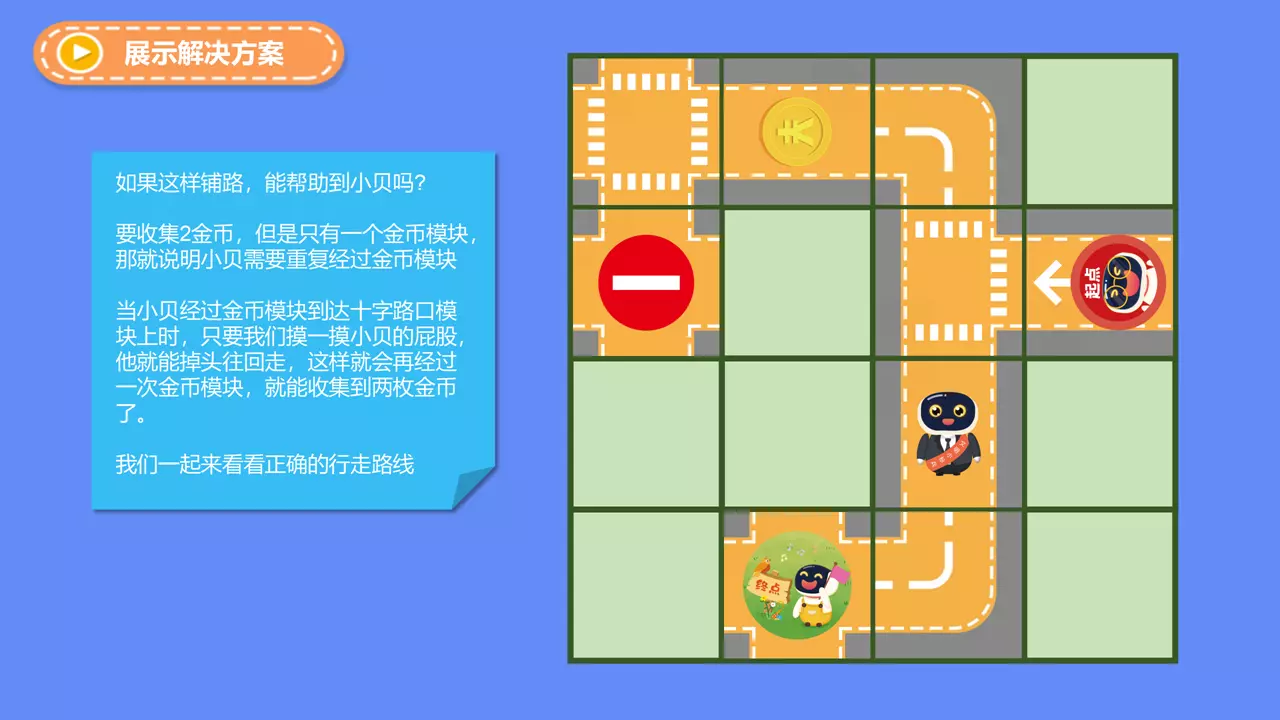 展示解决方案
如果这样铺路，能帮助到小贝吗?
要收集2金币，但是只有一个金币模块，
那就说明小贝需要重复经过金币模块
当小贝经过金币模块到达十字路口模
块上时，只要我们摸一摸小贝的屁股，
他就能掉头往回走，这样就会再经过
一次金币模块，就能收集到两枚金币
了。
我们一起来看看正确的行走路线
起点
终点